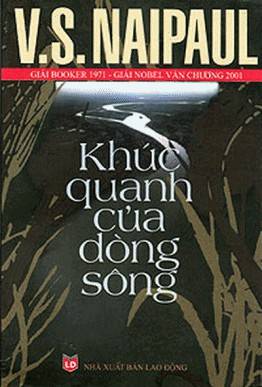 V.S. NAIPAUL
GIẢI BOOKER 1971 - GIẢI NOBEL VĂN CHƯƠNG 2001
Khúc
quanh
của
dòng
sông
LĐ
NHÀ XUẤT BẢN LAO ĐỘNG